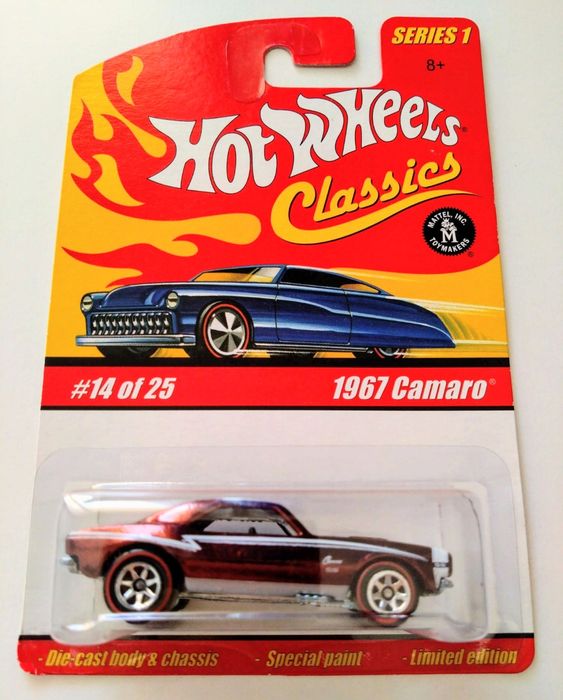 SERIES 1
8+
HOT WHEELS®
Classics
MATTEL, INC.
M
TOYMAKERS
®
#14 of 25
1967 Camaro®
Camaro
- Die-cast body & chassis - Special paint - Limited edition